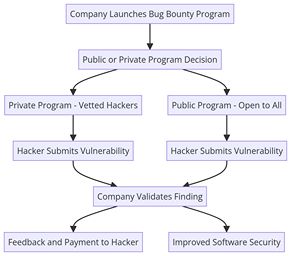 Company Launches Bug Bounty Program
Public or Private Program Decision
Private Program - Vetted Hackers
Public Program - Open to All
Hacker Submits Vulnerability
Hacker Submits Vulnerability
Company Validates Finding
Feedback and Payment to Hacker
Improved Software Security